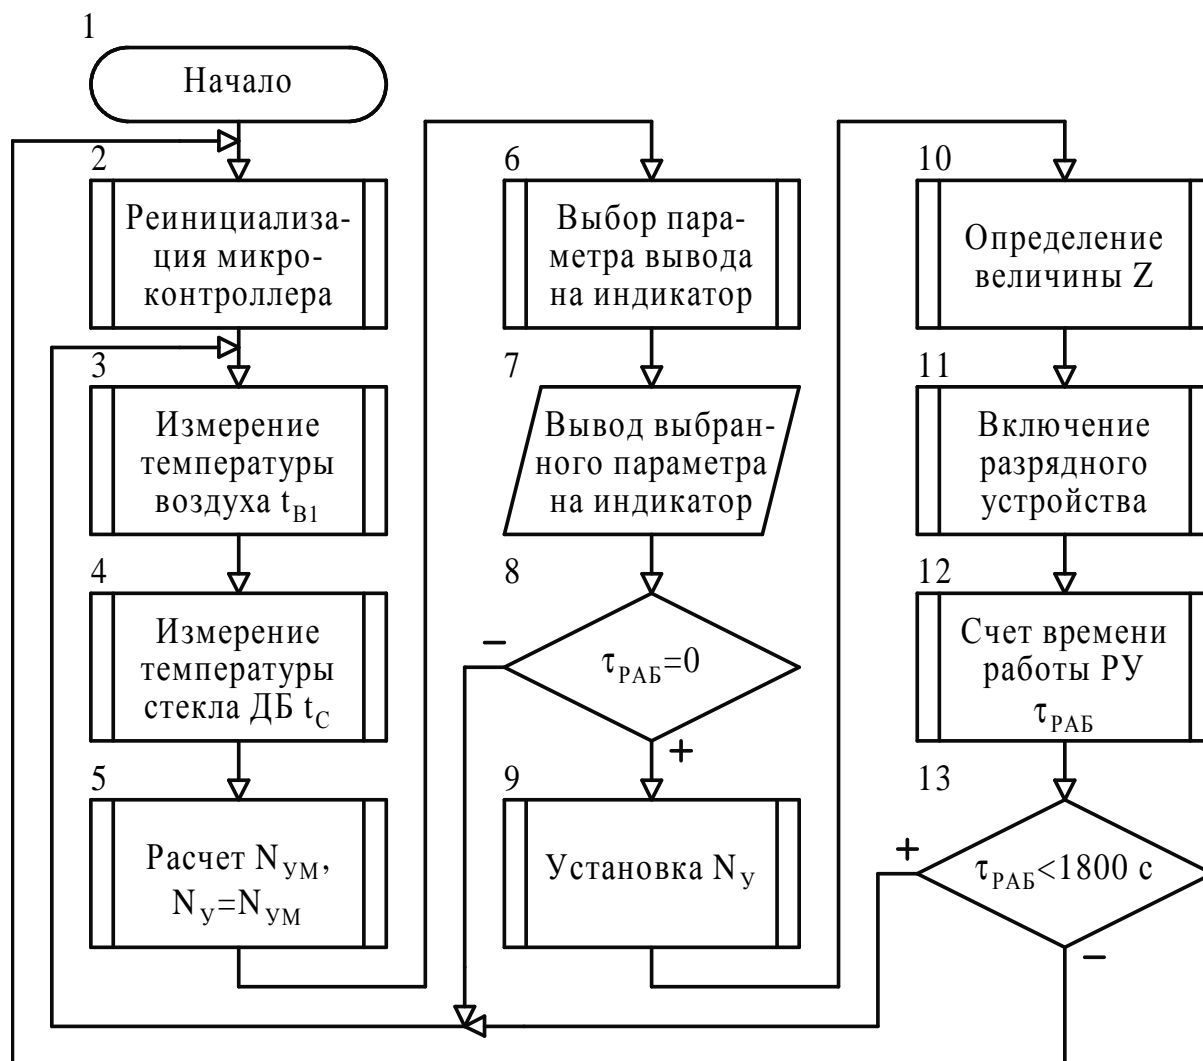 1
Начало
2
Реинициализа-
ция микро-
контроллера
3
Измерение
температуры
воздуха t_В1
4
Измерение
температуры
стекла ДБ t_С
5
Расчет N_УМ,
N_У=N_УМ
6
Выбор пара-
метра вывода
на индикатор
7
Вывод выбран-
ного параметра
на индикатор
8
−
τ_РАБ=0
+
9
Установка N_У
10
Определение
величины Z
11
Включение
разрядного
устройства
12
Счет времени
работы РУ
τ_РАБ
13
+
τ_РАБ<1800 с
−